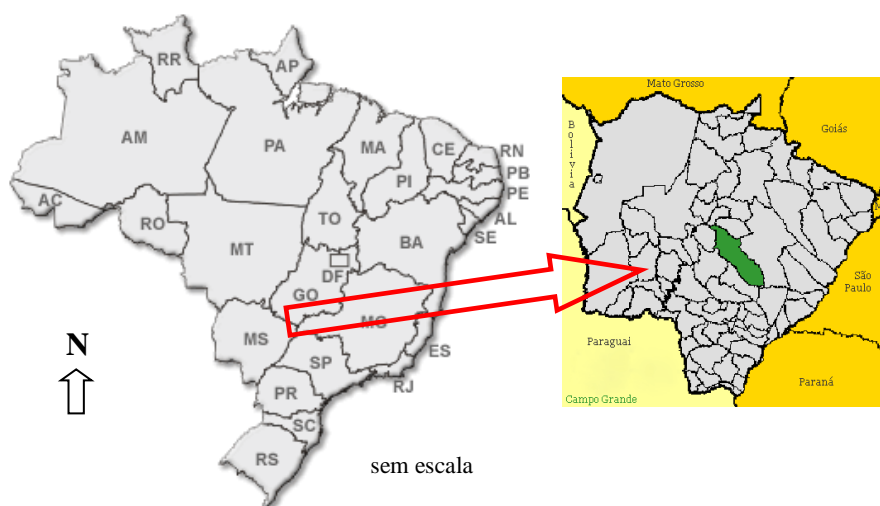 RR
AP
AM
PA
MA
CE
RN
PB
PE
AL
SE
PI
AC
RO
TO
BA
MT
DF
GO
MG
MS
ES
SP
RJ
PR
SC
RS
N
sem escala
Mato Grosso
Goiás
Bolivia
M
São
Paulo
Paraguai
Paraná
Campo Grande